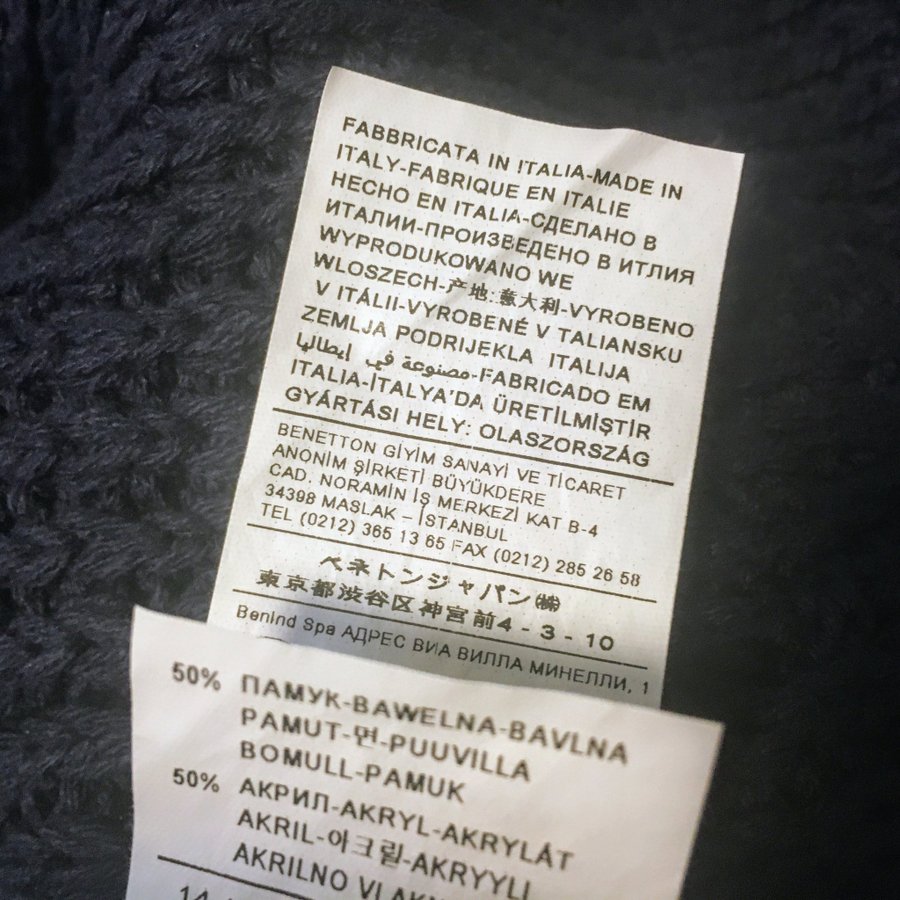 FABBRICATA IN ITALIA-MADE IN
ITALY-FABRIQUE EN ITALIE
HECHO EN ITALIA-СДЕЛАНО В
ИТАЛИИ-ПРОИЗВЕДЕНО В ИТЛИЯ
WYPRODUKOWANO WE
WLOSZECH-产地:意大利-VYROBENO
V ITÁLII-VYROBENÉ V TALIANSKU
ZEMLJA PODRIJEKLA ITALIJA
مصنوعة في إيطاليا-FABRICADO EM
ITALIA-İTALYA'DA ÜRETİLMİŞTİR
GYÁRTÁSI HELY: OLASZORSZÁG
BENETTON GİYİM SANAYİ VE TİCARET
ANONİM ŞİRKETİ BÜYÜKDERE
CAD. NORAMIN İŞ MERKEZİ KAT B-4
34398 MASLAK – İSTANBUL
TEL (0212) 365 13 65 FAX (0212) 285 26 58
ベネトンジャパン㈱
東京都渋谷区神宮前4-3-10
Benind Spa АДРЕС ВИА ВИЛЛА МИНЕЛЛИ, 1
50% ПАМУК-BAWELNA-BAVLNA
PAMUT-면-PUUVILLA
BOMULL-PAMUK
50% АКРИЛ-AKRYL-AKRYLÁT
AKRIL-아크릴-AKRYYLI
AKRILNO